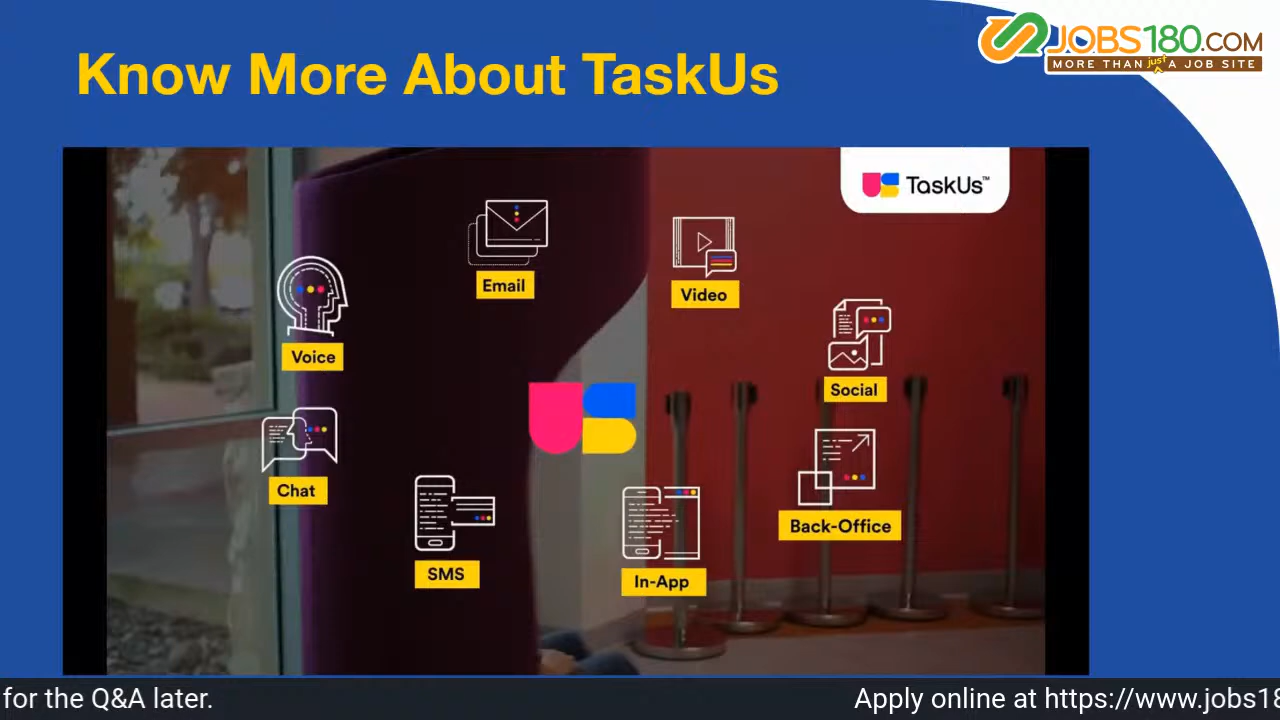 Know More About TaskUs
JOBS180.COM
MORE THAN just A JOB SITE
TaskUs™
Email
Video
Voice
Social
Chat
Back-Office
SMS
In-App
for the Q&A later.
Apply online at https://www.jobs18